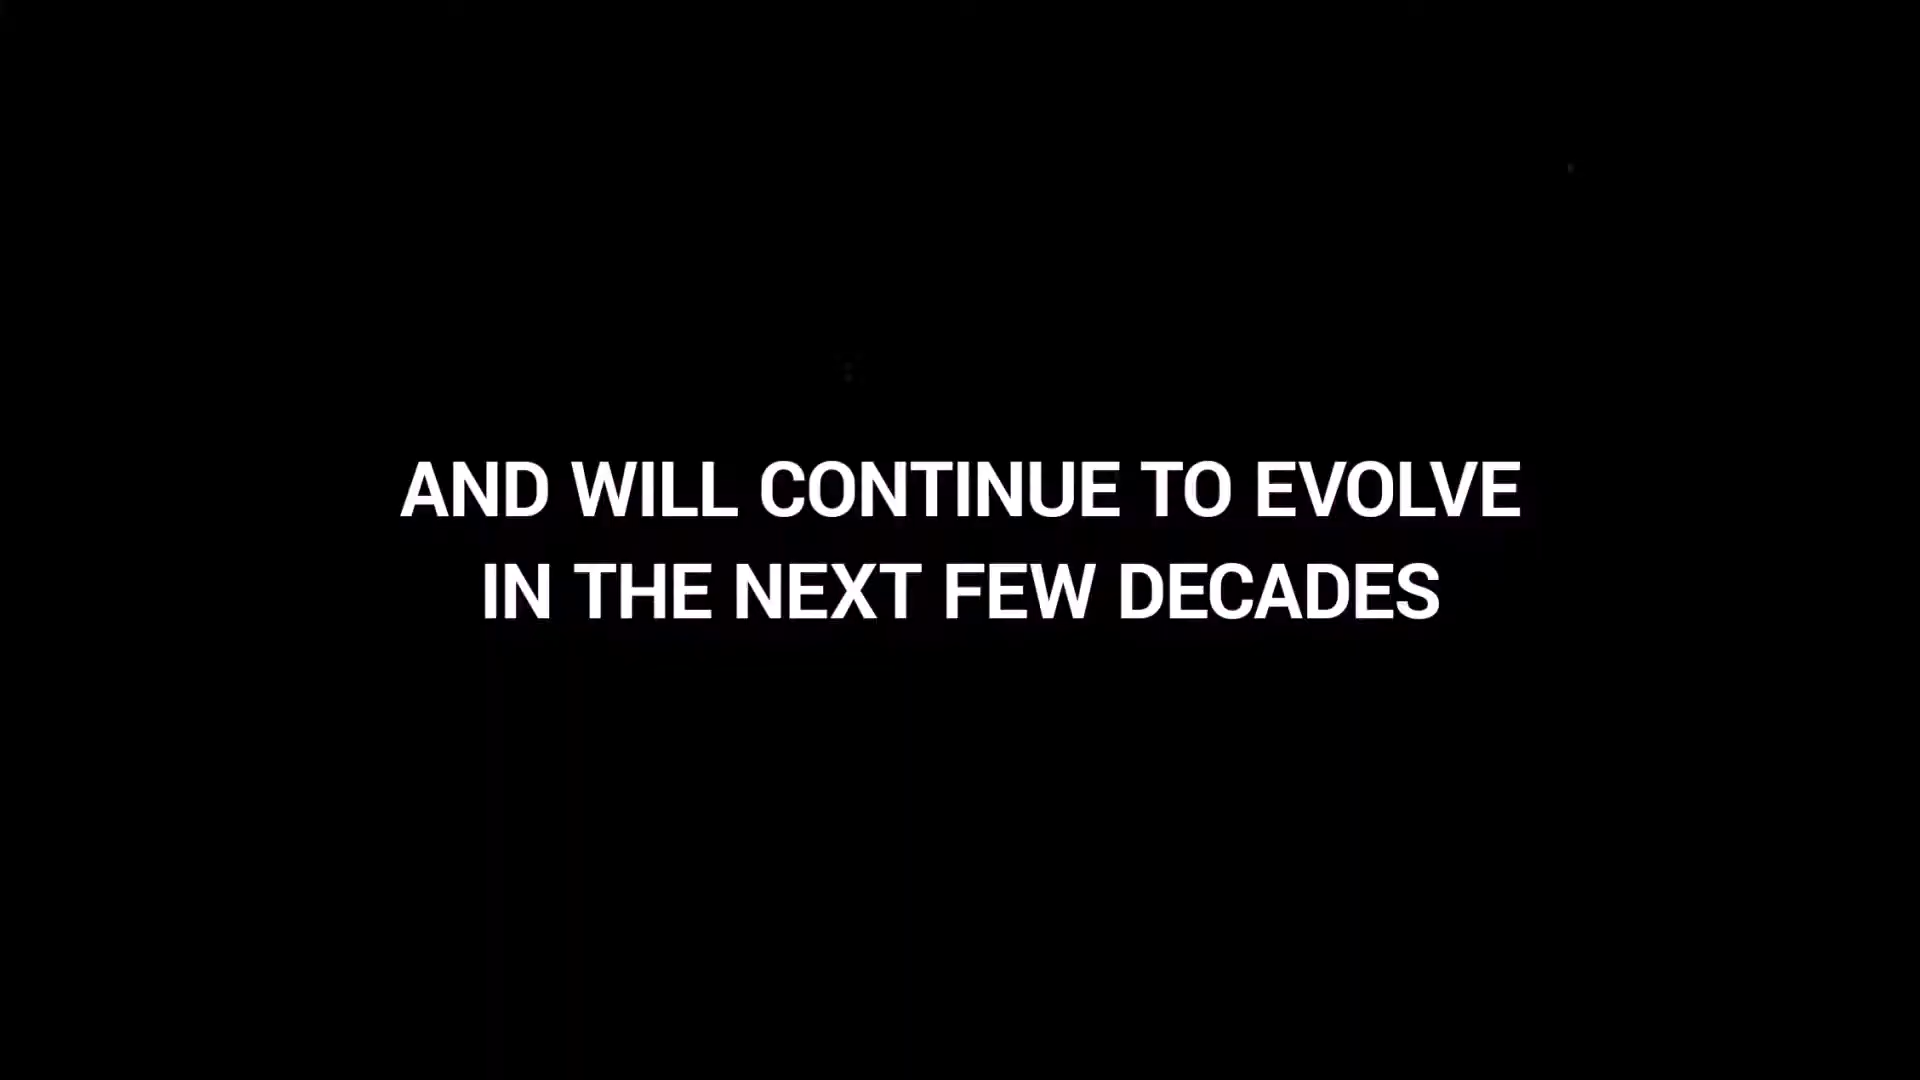 AND WILL CONTINUE TO EVOLVE
IN THE NEXT FEW DECADES